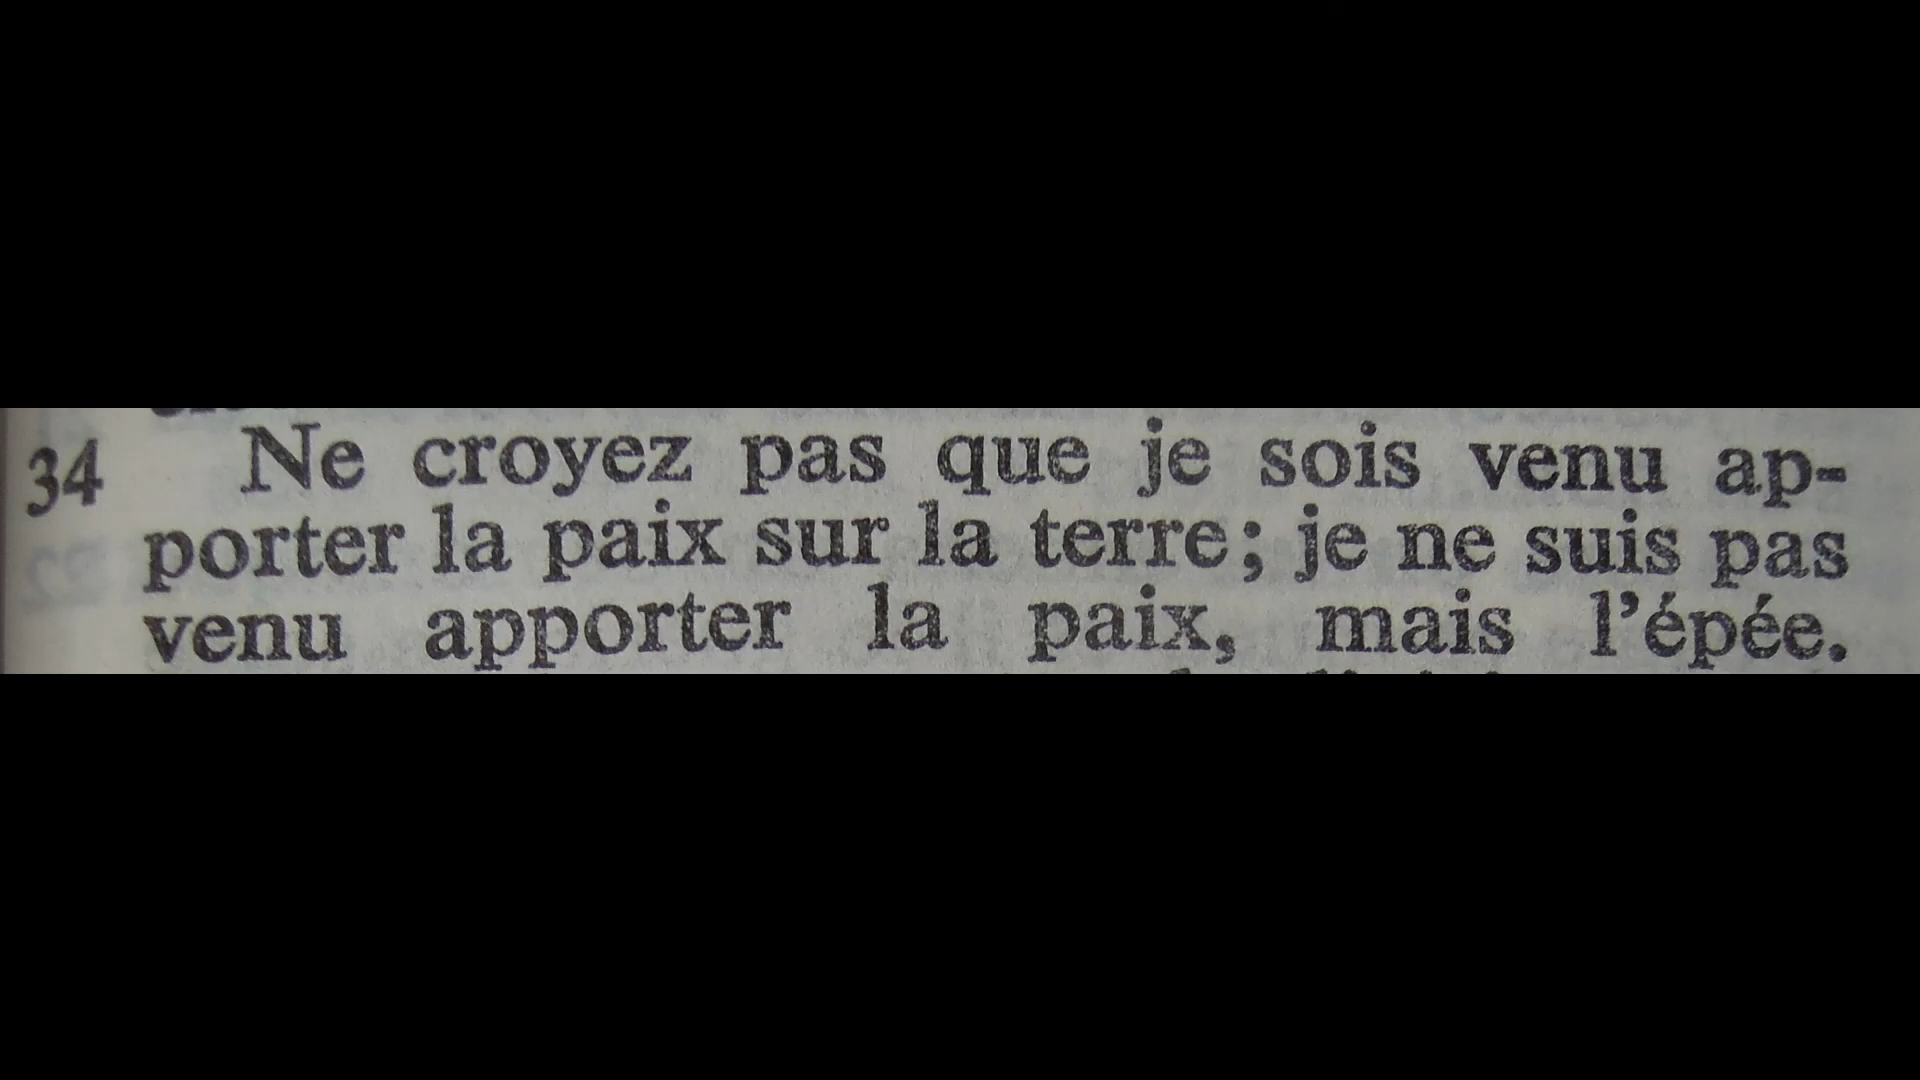 34 Ne croyez pas que je sois venu ap-
porter la paix sur la terre; je ne suis pas
venu apporter la paix, mais l'épée.